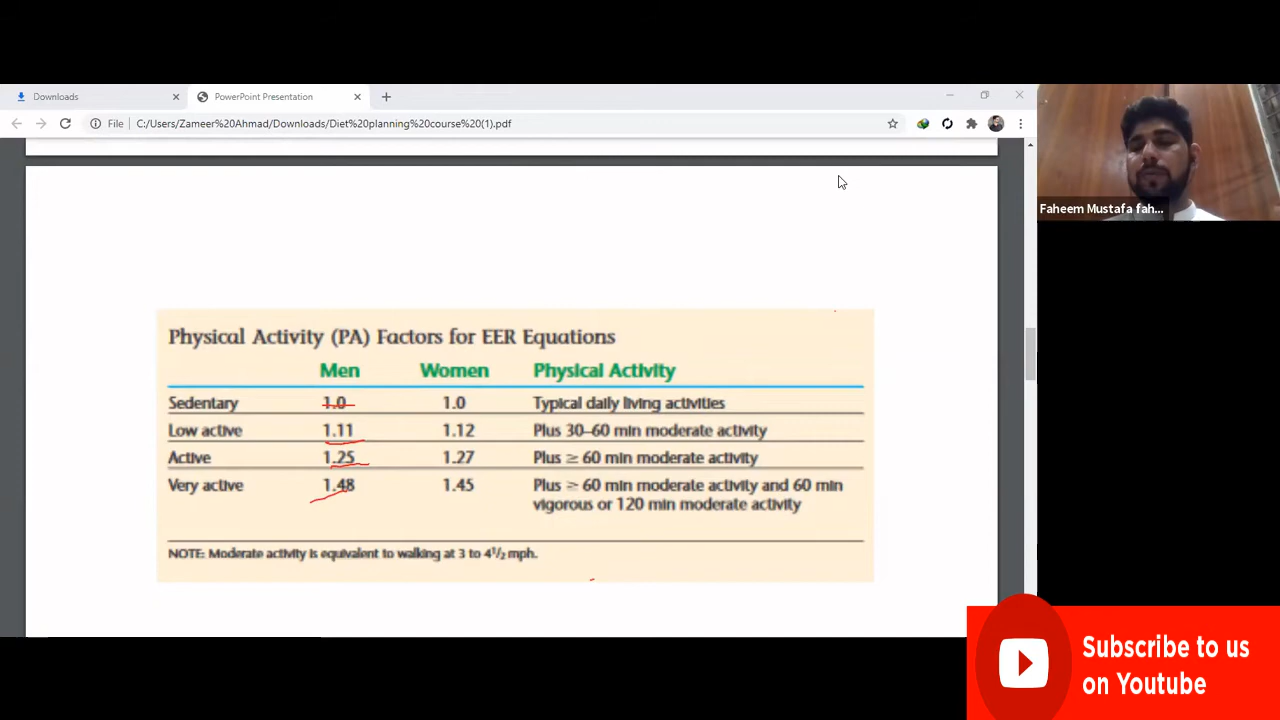 Downloads
PowerPoint Presentation
File C:/Users/Zameer%20Ahmad/Downloads/Diet%20planning%20course%20(1).pdf
Faheem Mustafa fah...
Physical Activity (PA) Factors for EER Equations
Men Women Physical Activity
Sedentary 1.0 1.0 Typical daily living activities
Low active 1.11 1.12 Plus 30–60 min moderate activity
Active 1.25 1.27 Plus ≥ 60 min moderate activity
Very active 1.48 1.45 Plus ≥ 60 min moderate activity and 60 min
vigorous or 120 min moderate activity
NOTE: Moderate activity is equivalent to walking at 3 to 4 1/2 mph.
Subscribe to us
on Youtube